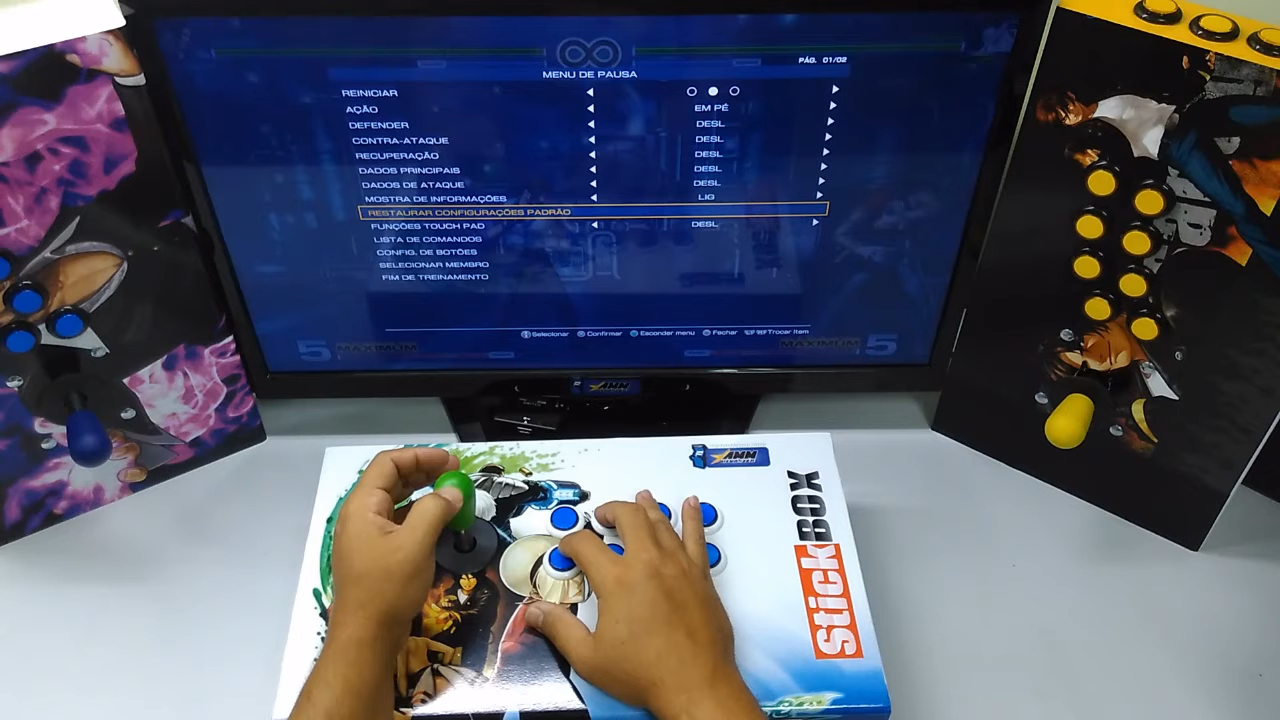 PÁG. 01/02
MENU DE PAUSA
REINICIAR
AÇÃO EM PÉ
DEFENDER DESL
CONTRA-ATAQUE DESL
RECUPERAÇÃO DESL
DADOS PRINCIPAIS DESL
DADOS DE ATAQUE DESL
MOSTRA DE INFORMAÇÕES LIG
RESTAURAR CONFIGURAÇÕES PADRÃO
FUNÇÕES TOUCH PAD DESL
LISTA DE COMANDOS
CONFIG. DE BOTÕES
SELECIONAR MEMBRO
FIM DE TREINAMENTO
Selecionar Confirmar Esconder menu Fechar Trocar item
5 MAXIMUM MAXIMUM 5
AMM
AMM
stickBOX